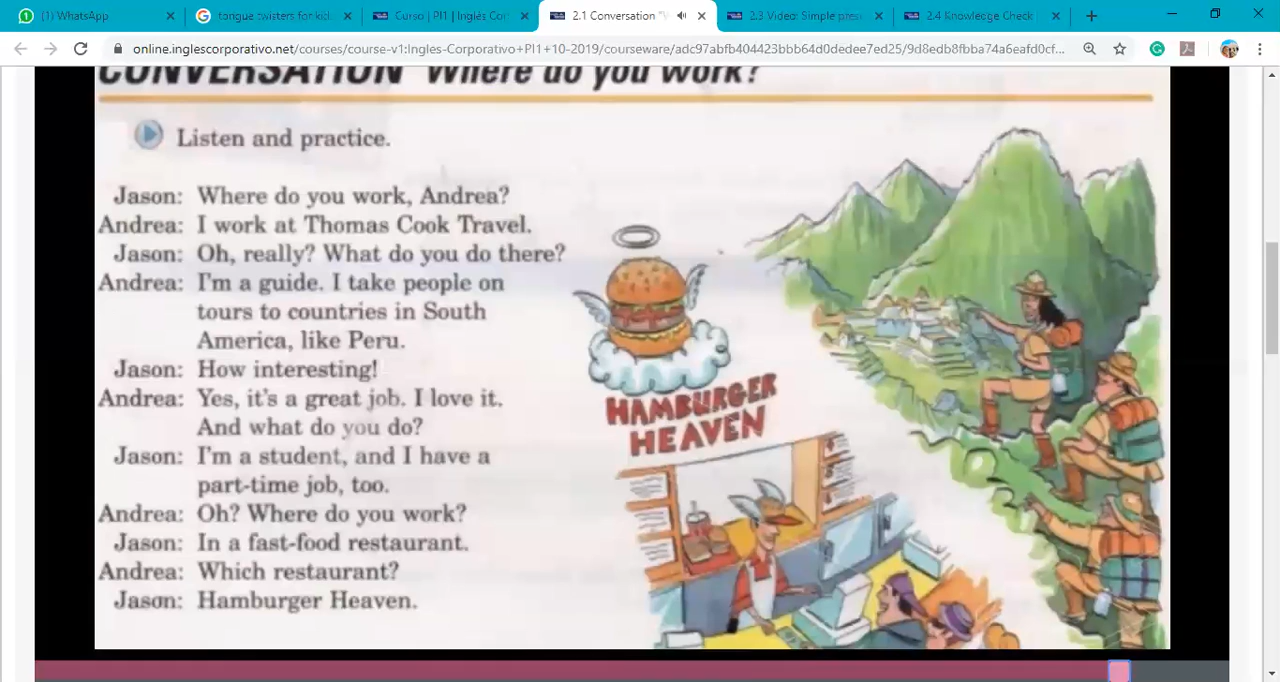 (1) WhatsApp
tongue twisters for kids
Curso | PI1 | Inglés Cor
2.1 Conversation "
2.3 Video: Simple pres
2.4 Knowledge Check
online.inglescorporativo.net/courses/course-v1:Ingles-Corporativo+PI1+10-2019/courseware/adc97abfb404423bbb64d0dedee7ed25/9d8edb8fbba74a6eafd0cf...
CONVERSATION Where do you work?
Listen and practice.
Jason: Where do you work, Andrea?
Andrea: I work at Thomas Cook Travel.
Jason: Oh, really? What do you do there?
Andrea: I'm a guide. I take people on
tours to countries in South
America, like Peru.
Jason: How interesting!
Andrea: Yes, it's a great job. I love it.
And what do you do?
Jason: I'm a student, and I have a
part-time job, too.
Andrea: Oh? Where do you work?
Jason: In a fast-food restaurant.
Andrea: Which restaurant?
Jason: Hamburger Heaven.
HAMBURGER
HEAVEN